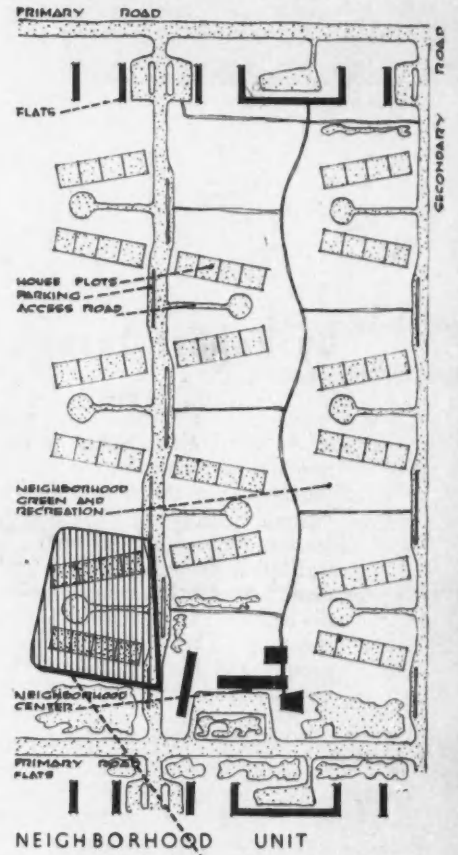 PRIMARY ROAD
SECONDARY ROAD
FLATS
HOUSE PLOTS
PARKING
ACCESS ROAD
NEIGHBORHOOD
GREEN AND
RECREATION
NEIGHBORHOOD
CENTER
PRIMARY ROAD
FLATS
NEIGHBORHOOD UNIT